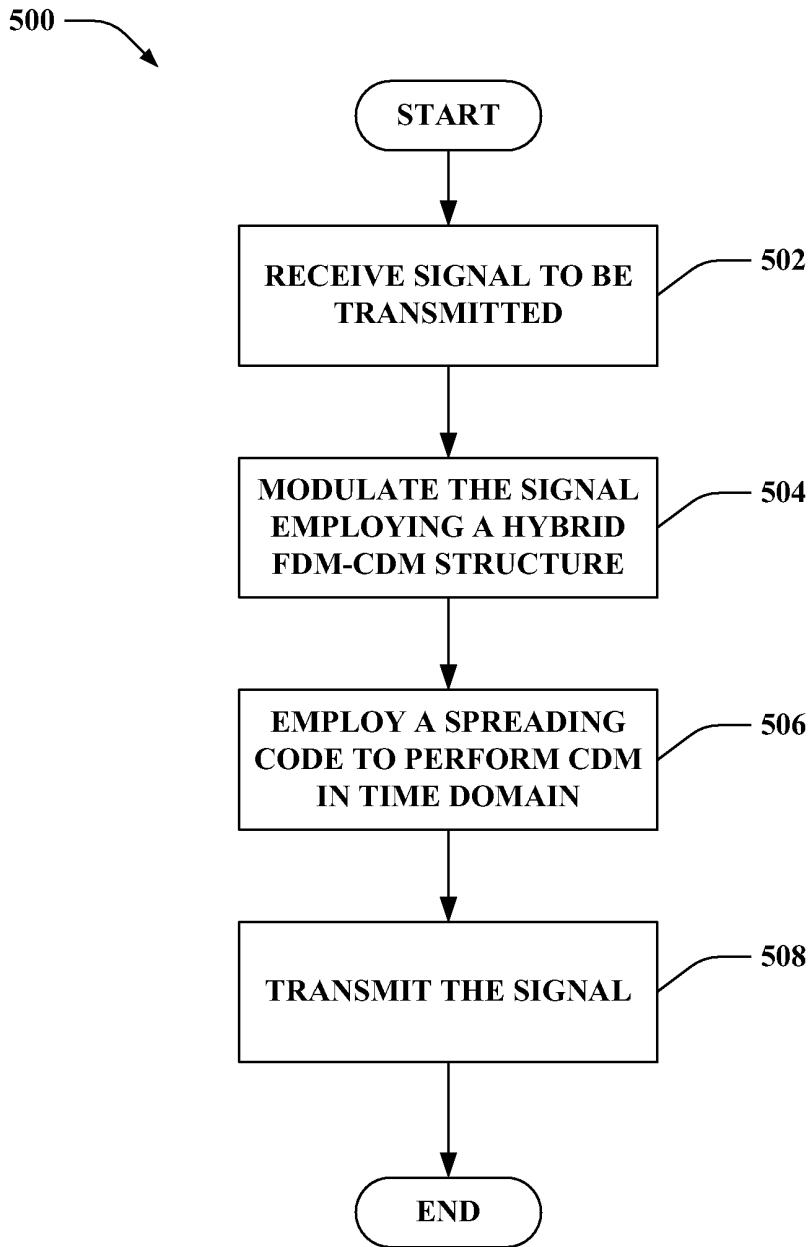 500
START
RECEIVE SIGNAL TO BE
TRANSMITTED
502
MODULATE THE SIGNAL
EMPLOYING A HYBRID
FDM-CDM STRUCTURE
504
EMPLOY A SPREADING
CODE TO PERFORM CDM
IN TIME DOMAIN
506
TRANSMIT THE SIGNAL
508
END